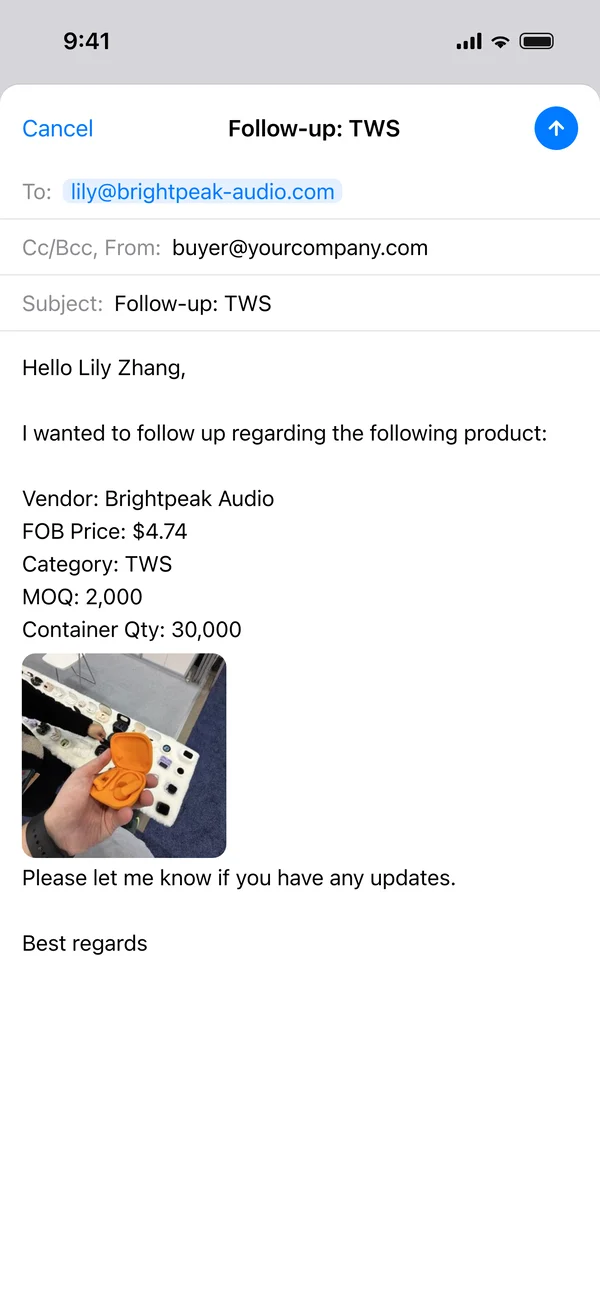 9:41
Cancel
Follow-up: TWS
To: lily@brightpeak-audio.com
Cc/Bcc, From: buyer@yourcompany.com
Subject: Follow-up: TWS
Hello Lily Zhang,
I wanted to follow up regarding the following product:
Vendor: Brightpeak Audio
FOB Price: $4.74
Category: TWS
MOQ: 2,000
Container Qty: 30,000
Please let me know if you have any updates.
Best regards